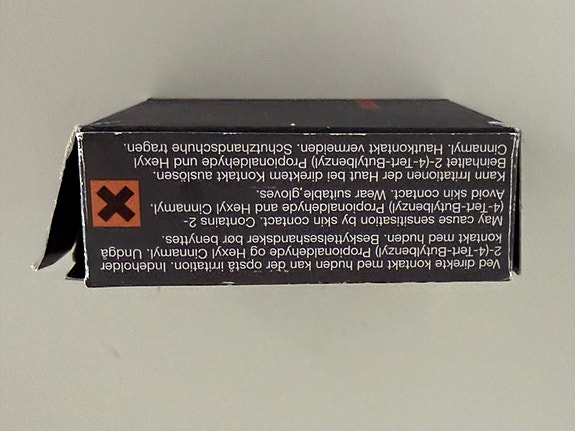 Ved direkte kontakt med huden kan der opstå irritation. Indeholder.
2-(4-Tert-Butylbenzyl) Propionaldehyde og Hexyl Cinnamyl. Undgå
kontakt med huden. Beskyttelseshandsker bør benyttes.
May cause sensitisation by skin contact. Contains. 2-
(4-Tert-Butylbenzyl) Propionaldehyde and Hexyl Cinnamyl.
Avoid skin contact. Wear suitable gloves.
Kann Irritationen der Haut bei direktem Kontakt auslösen.
Beinhaltet 2-(4-Tert-Butylbenzyl) Propionaldehyde und Hexyl
Cinnamyl. Hautkontakt vermeiden. Schutzhandschuhe tragen.